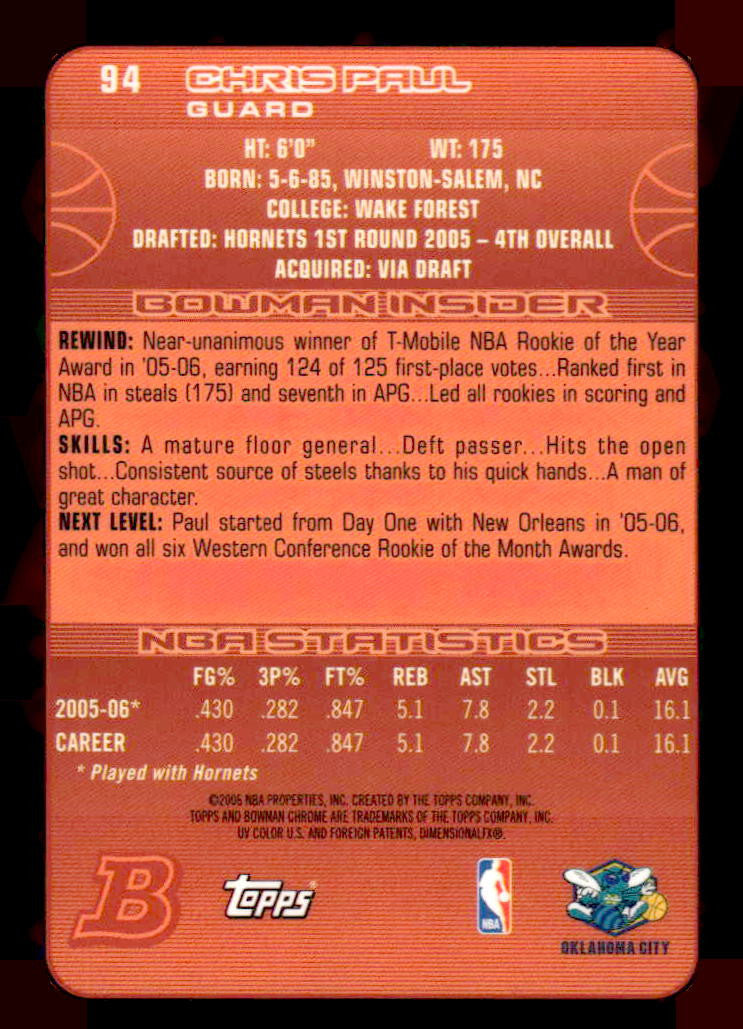 94 CHRIS PAUL
GUARD
HT: 6'0" WT: 175
BORN: 5-6-85, WINSTON-SALEM, NC
COLLEGE: WAKE FOREST
DRAFTED: HORNETS 1ST ROUND 2005 – 4TH OVERALL
ACQUIRED: VIA DRAFT
BOWMAN INSIDER
REWIND: Near-unanimous winner of T-Mobile NBA Rookie of the Year
Award in '05-06, earning 124 of 125 first-place votes...Ranked first in
NBA in steals (175) and seventh in APG...Led all rookies in scoring and
APG.
SKILLS: A mature floor general...Deft passer...Hits the open
shot...Consistent source of steels thanks to his quick hands...A man of
great character.
NEXT LEVEL: Paul started from Day One with New Orleans in '05-06,
and won all six Western Conference Rookie of the Month Awards.
NBA STATISTICS
FG% 3P% FT% REB AST STL BLK AVG
2005-06* .430 .282 .847 5.1 7.8 2.2 0.1 16.1
CAREER .430 .282 .847 5.1 7.8 2.2 0.1 16.1
* Played with Hornets
©2006 NBA PROPERTIES, INC. CREATED BY THE TOPPS COMPANY, INC.
TOPPS AND BOWMAN CHROME ARE TRADEMARKS OF THE TOPPS COMPANY, INC.
UV COLOR U.S. AND FOREIGN PATENTS, DIMENSIONALFX®.
B
TOPPS®
NBA
OKLAHOMA CITY